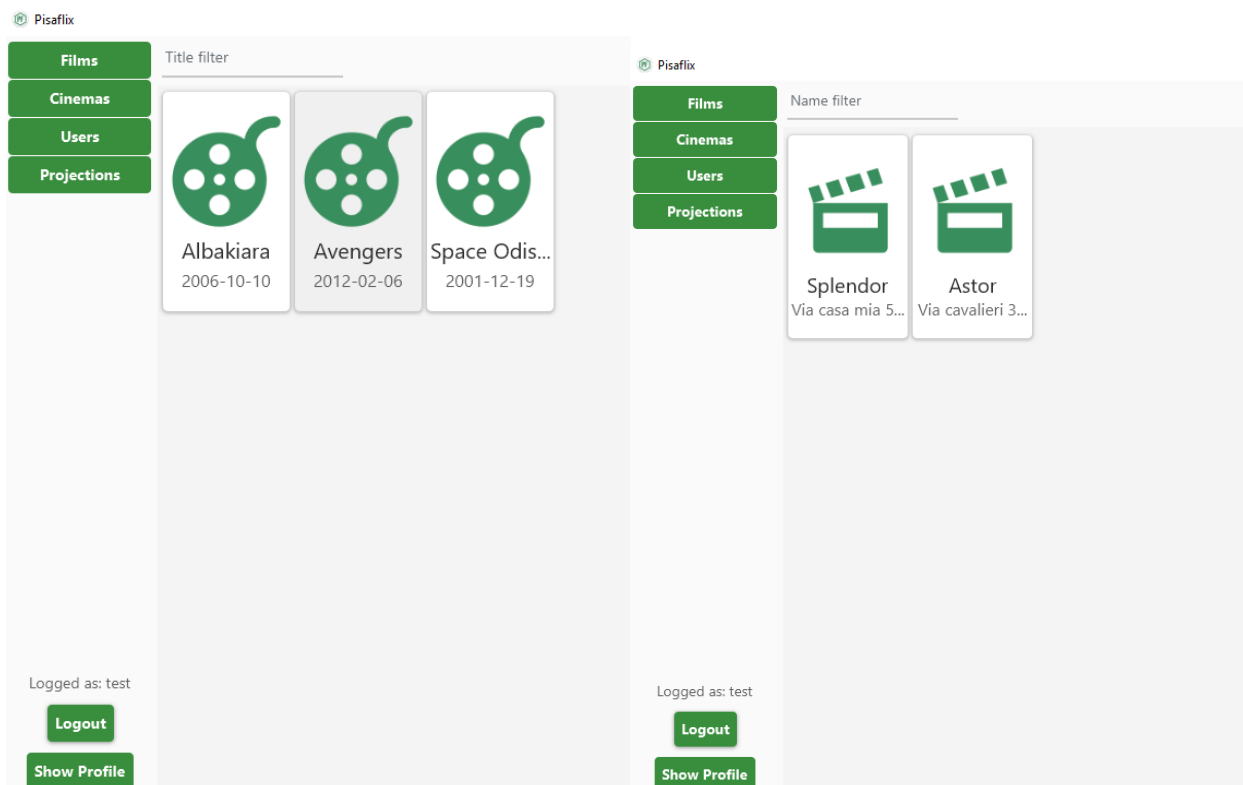 Pisaflix
Films
Cinemas
Users
Projections
Title filter
Albakiara
2006-10-10
Avengers
2012-02-06
Space Odis...
2001-12-19
Logged as: test
Logout
Show Profile
Pisaflix
Films
Cinemas
Users
Projections
Name filter
Splendor
Via casa mia 5...
Astor
Via cavalieri 3...
Logged as: test
Logout
Show Profile